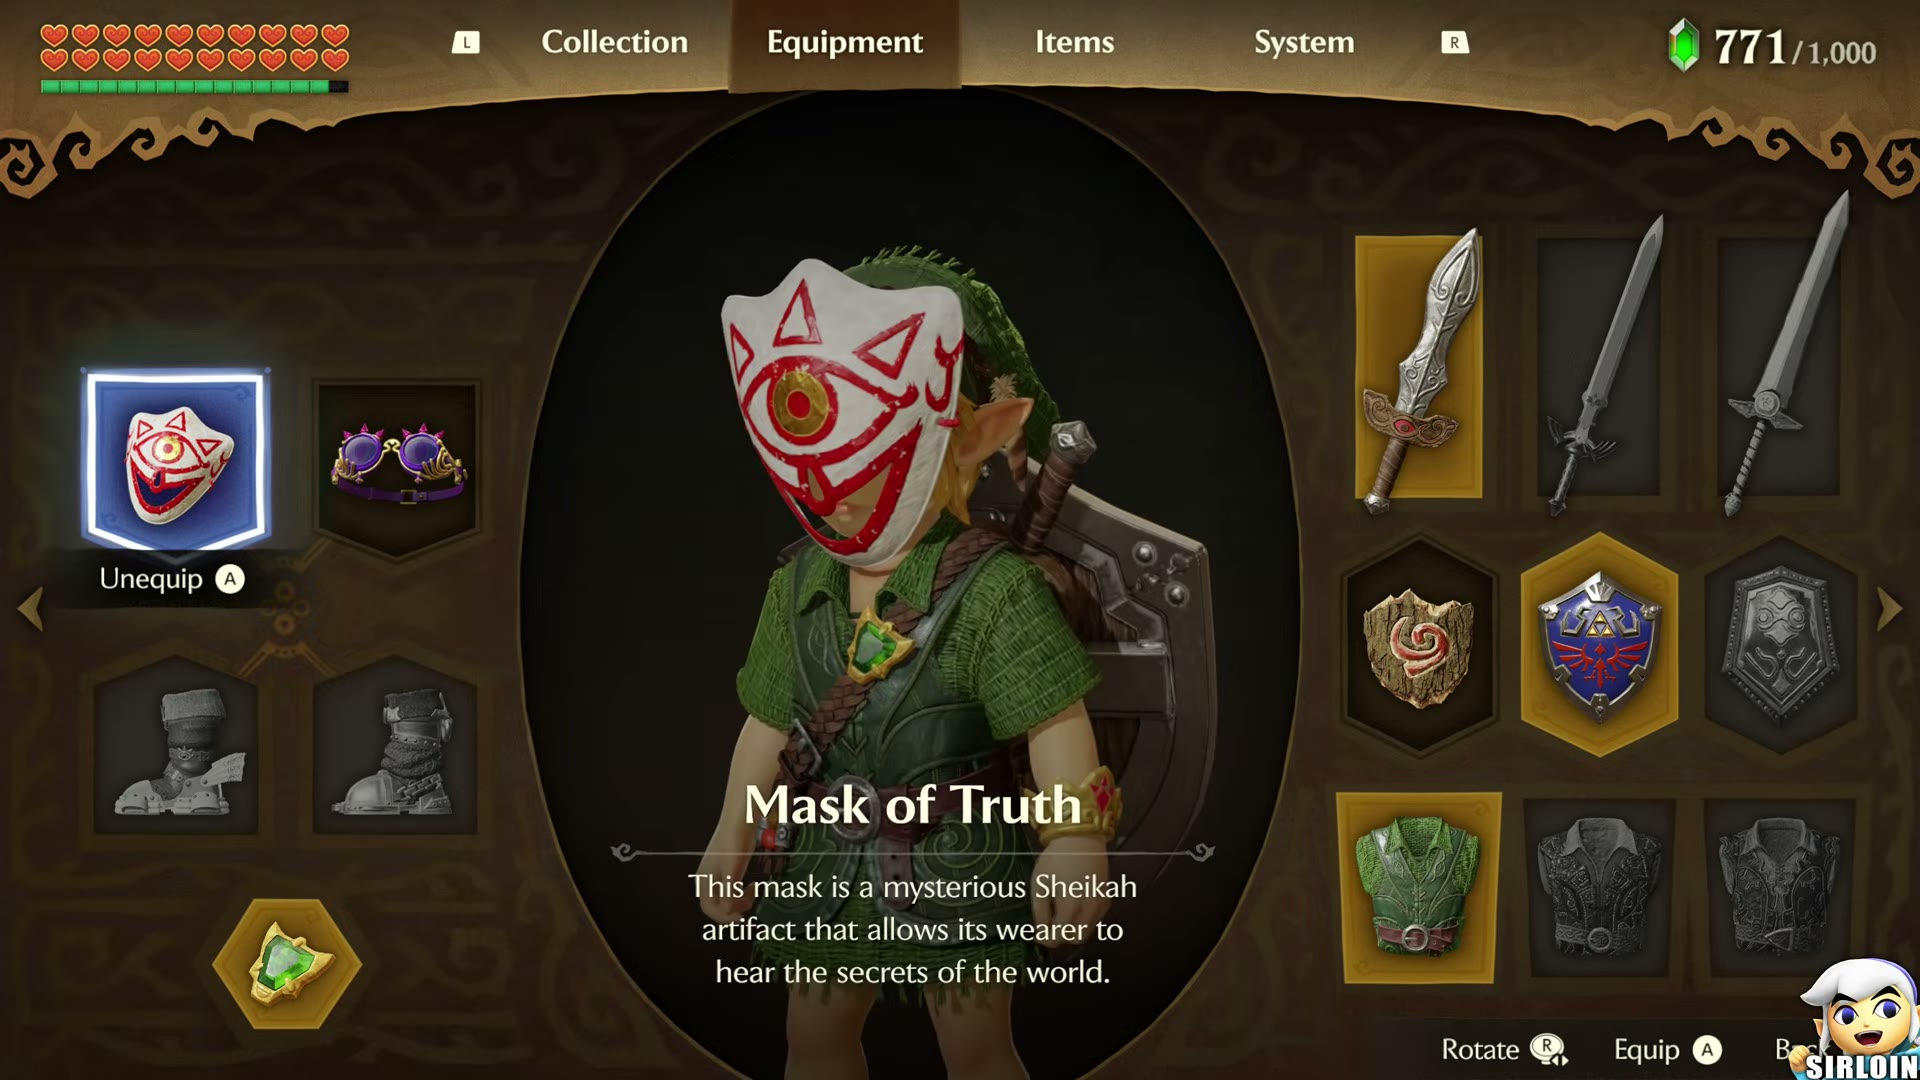 L Collection Equipment Items System R
771/1,000
Unequip A
Mask of Truth
This mask is a mysterious Sheikah
artifact that allows its wearer to
hear the secrets of the world.
Rotate R Equip A
SIRLOIN